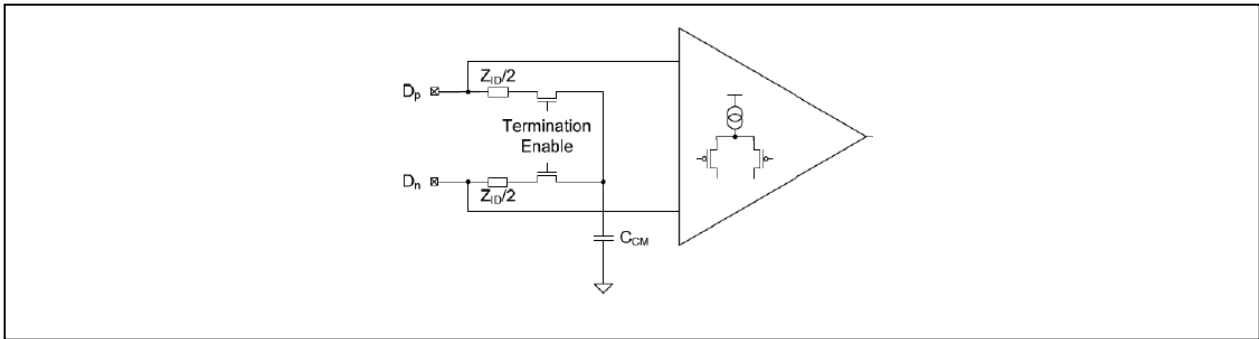 Z_ID/2
D_p
Termination
Enable
D_n
Z_ID/2
C_CM